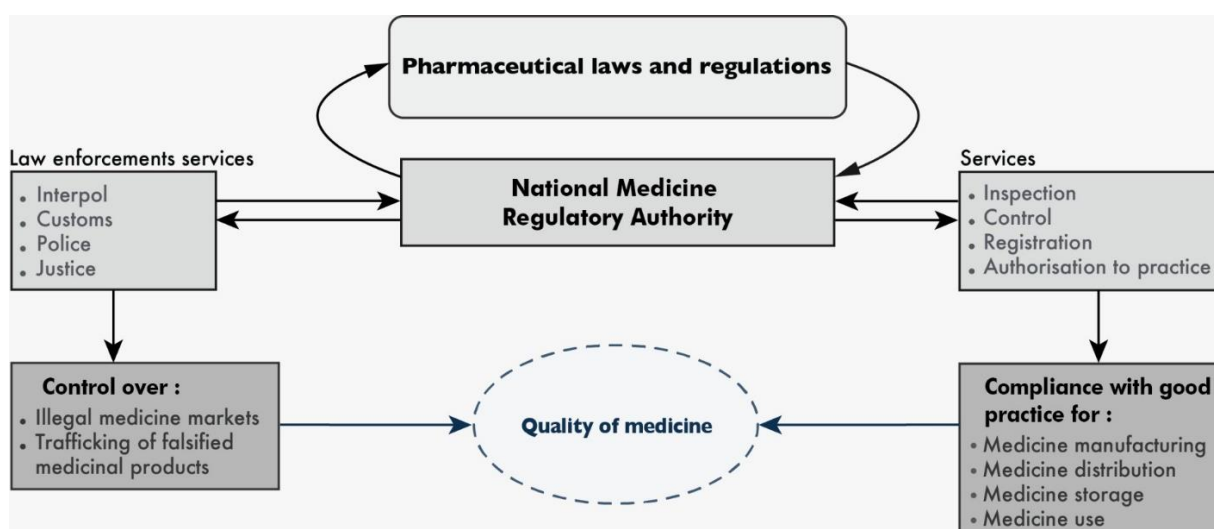 Pharmaceutical laws and regulations
Law enforcements services
• Interpol
• Customs
• Police
• Justice
National Medicine
Regulatory Authority
Services
• Inspection
• Control
• Registration
• Authorisation to practice
Control over :
• Illegal medicine markets
• Trafficking of falsified
medicinal products
Quality of medicine
Compliance with good
practice for :
• Medicine manufacturing
• Medicine distribution
• Medicine storage
• Medicine use